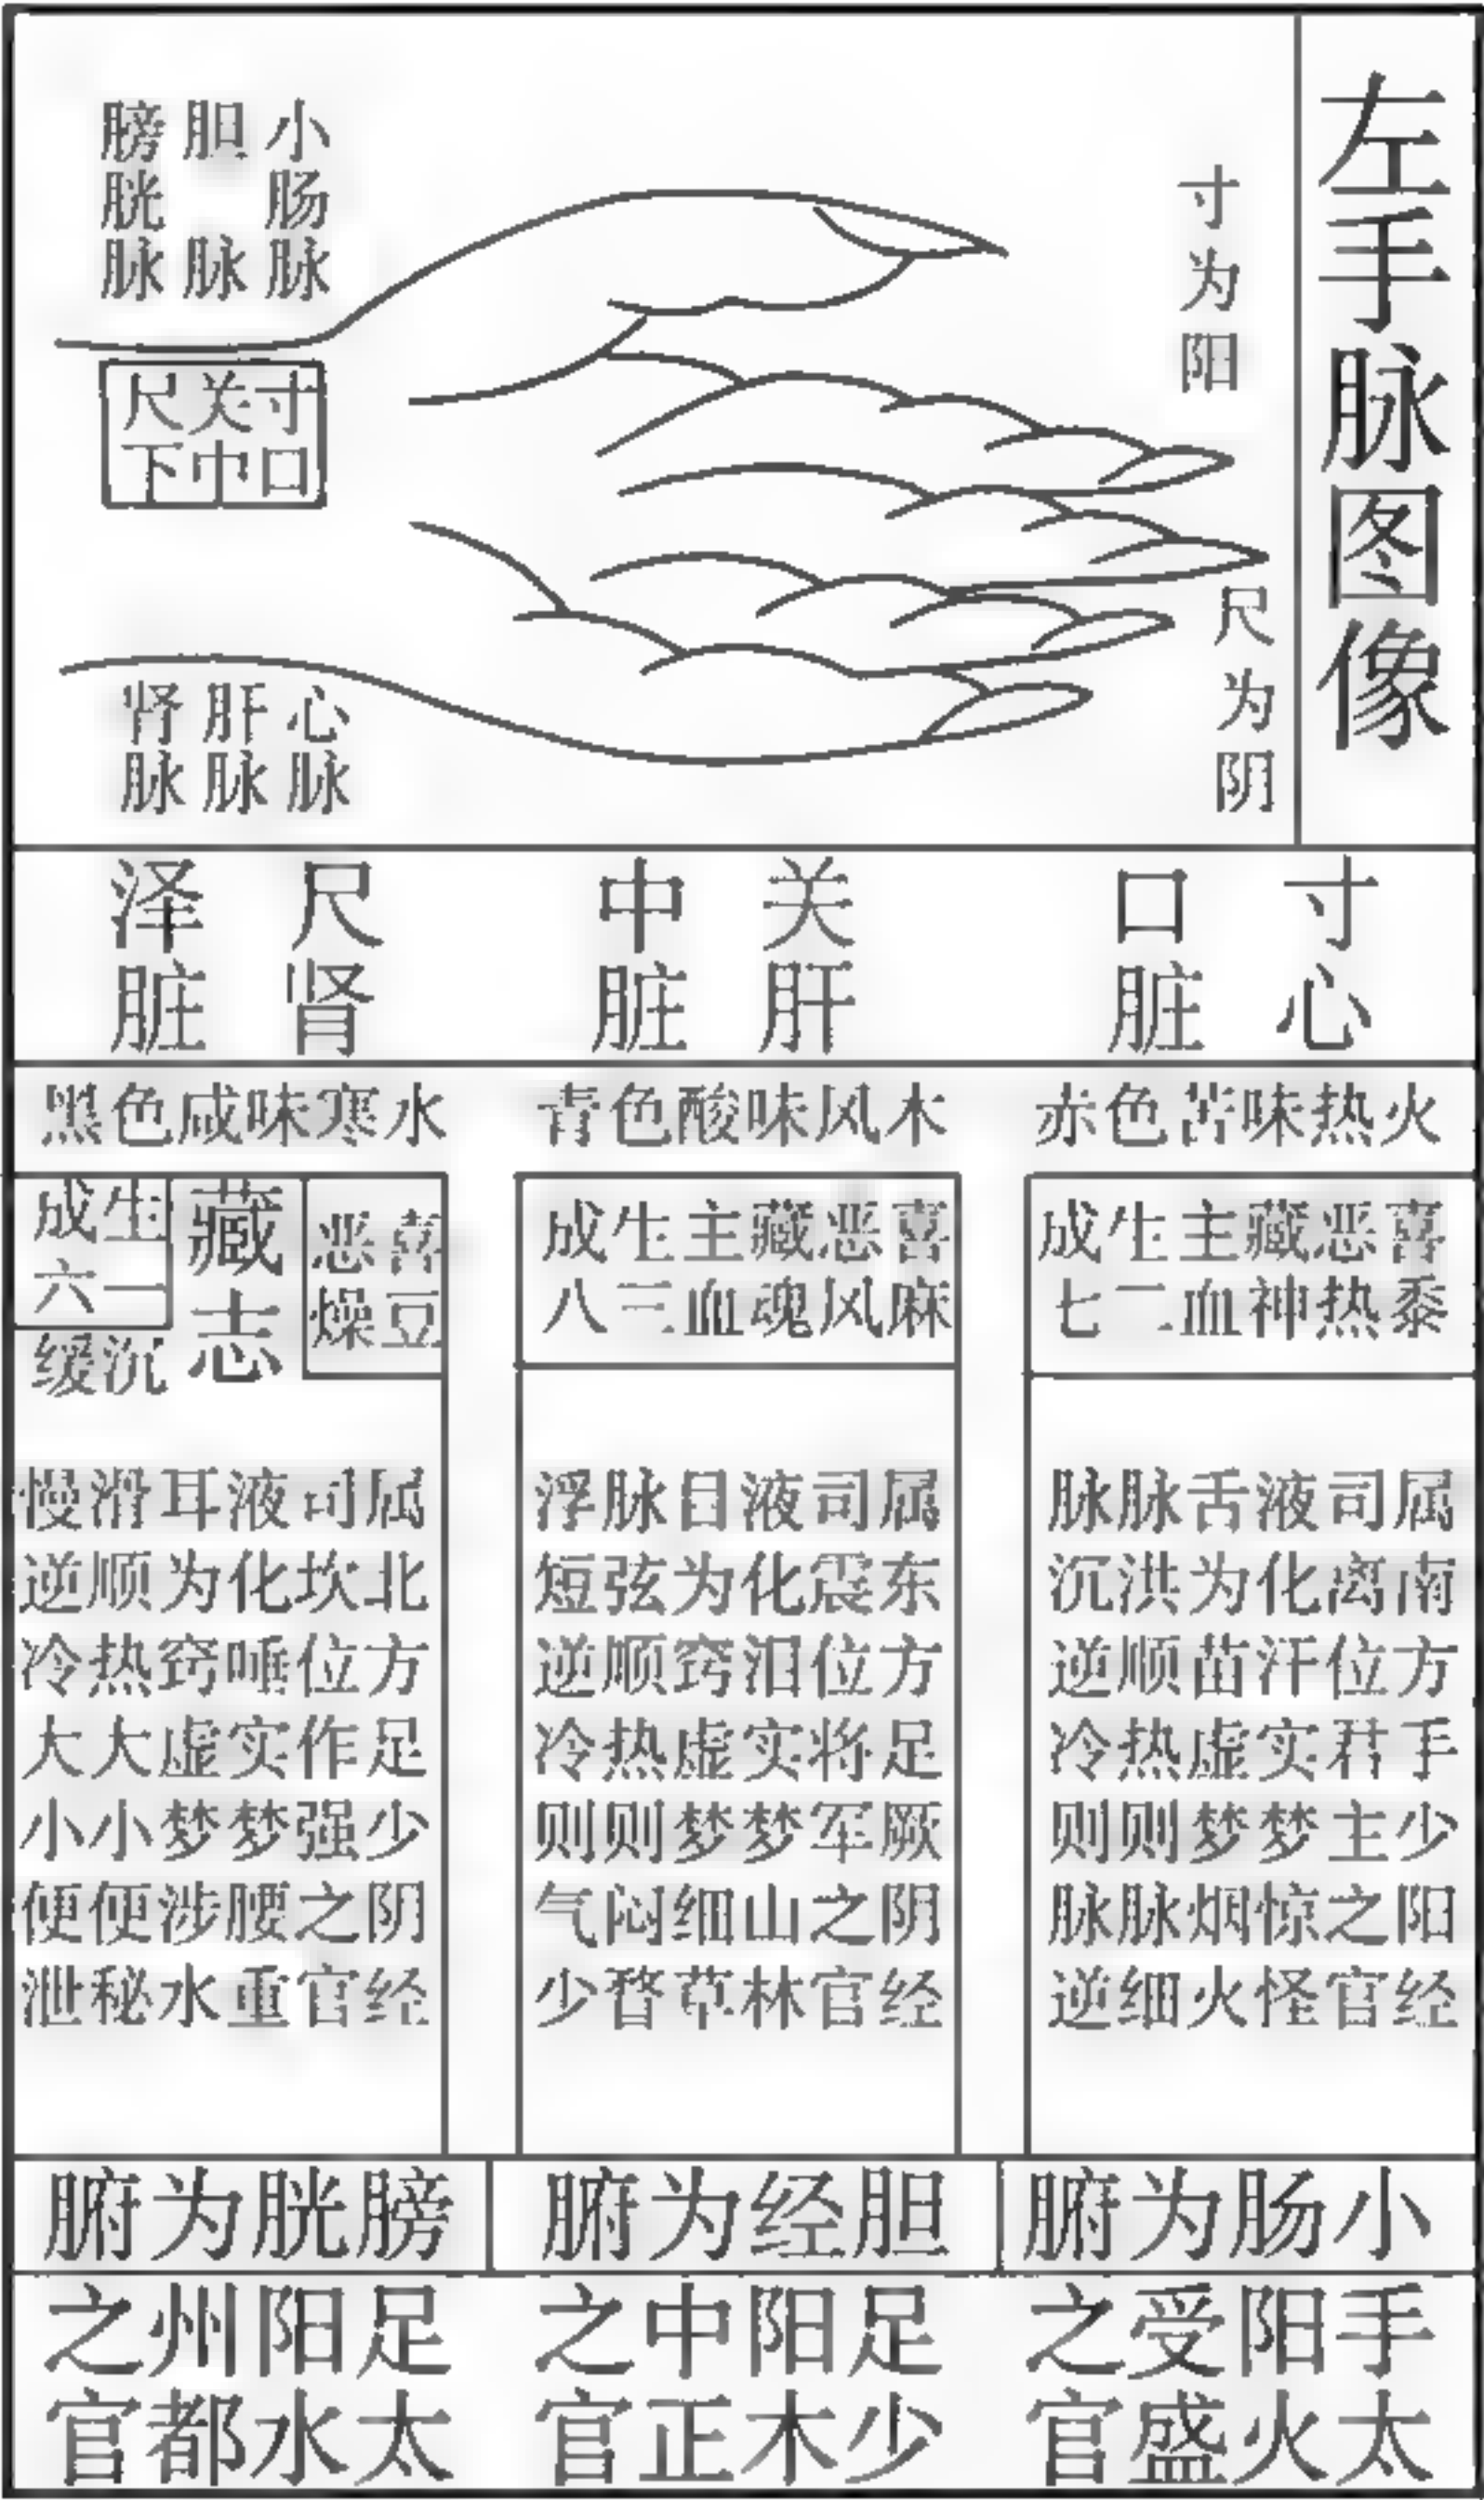 左手脉图像
寸为阳
尺为阴
小肠脉
胆脉
膀胱脉
寸口
关中
尺下
心脉
肝脉
肾脉
寸口
心脏
火热味苦色赤
喜黍
恶热
藏神
主血
生二
成七
属南方手少阳经
司离位君主之官
液化汗实梦惊怪
舌为苗虚梦烟火
脉洪顺热则脉细
脉沉逆冷则脉逆
小肠为腑
手太阳火受盛之官
关中
肝脏
木风味酸色青
喜麻
恶风
藏魂
主血
生三
成八
属东方足厥阴经
司震位将军之官
液化泪实梦山林
目为窍虚梦细草
脉弦顺热则闷瞀
浮短逆冷则气少
胆经为腑
足少阳木中正之官
尺泽
肾脏
水寒味咸色黑
喜豆
恶燥
藏志
生一
成六
属北方足少阴经
司坎位作强之官
液化唾实梦腰重
耳为窍虚梦涉水
沉滑顺热大小便秘
缓慢逆冷大小便泄
膀胱为腑
足太阳水州都之官